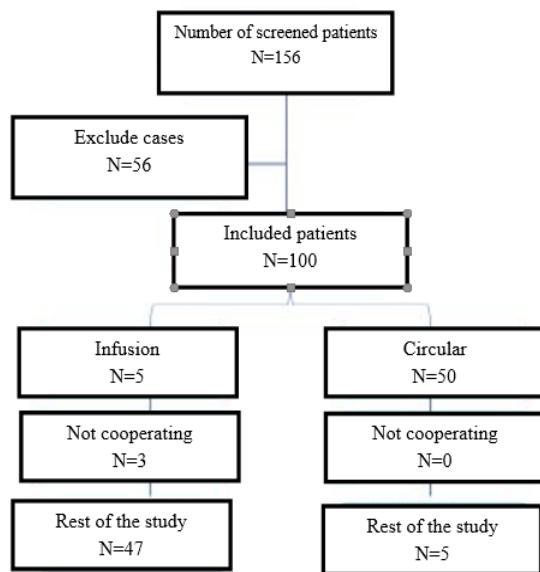 Number of screened patients
N=156
Exclude cases
N=56
Included patients
N=100
Infusion
N=5
Circular
N=50
Not cooperating
N=3
Not cooperating
N=0
Rest of the study
N=47
Rest of the study
N=5